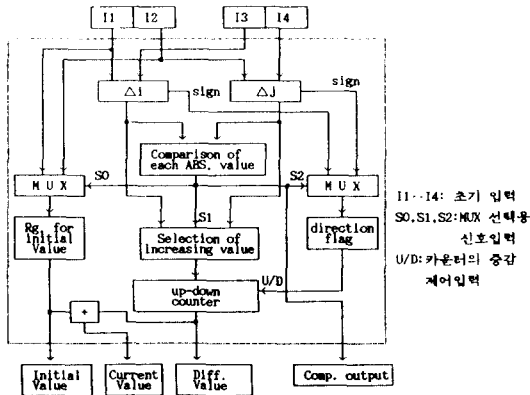 I1 I2 I3 I4
△i sign △j sign
Comparison of
each ABS. value
S0 S2
MUX MUX
I1··I4: 초기 입력
S0,S1,S2:MUX 선택용
신호입력
U/D:카운터의 증감
제어입력
Rg. for
initial
Value
S1
Selection of
increasing value
direction
flag
U/D
up-down
counter
+
Initial
Value
Current
Value
Diff.
Value
Comp. output